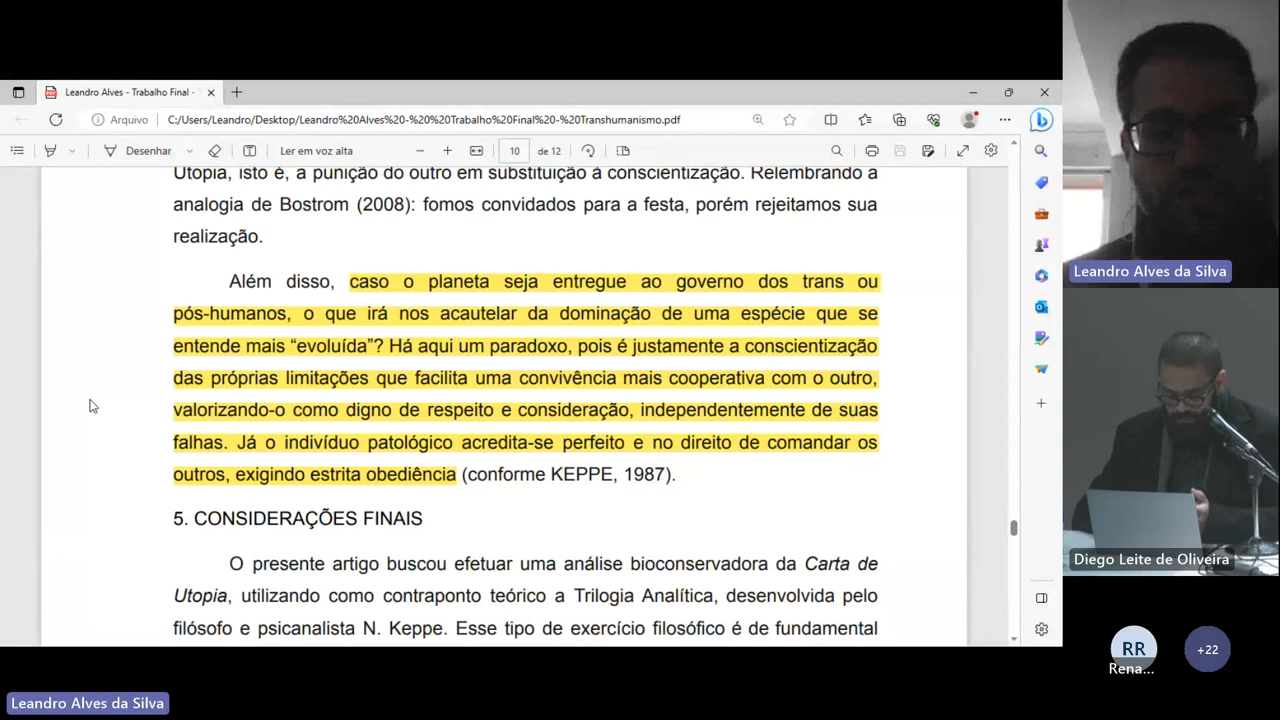 Leandro Alves - Trabalho Final -
Arquivo
C:/Users/Leandro/Desktop/Leandro%20Alves%20-%20%20Trabalho%20Final%20-%20Transhumanismo.pdf
Desenhar
Ler em voz alta
10
de 12
Utopia, isto é, a punição do outro em substituição à conscientização. Relembrando a
analogia de Bostrom (2008): fomos convidados para a festa, porém rejeitamos sua
realização.
Além disso, caso o planeta seja entregue ao governo dos trans ou
pós-humanos, o que irá nos acautelar da dominação de uma espécie que se
entende mais “evoluída”? Há aqui um paradoxo, pois é justamente a conscientização
das próprias limitações que facilita uma convivência mais cooperativa com o outro,
valorizando-o como digno de respeito e consideração, independentemente de suas
falhas. Já o indivíduo patológico acredita-se perfeito e no direito de comandar os
outros, exigindo estrita obediência (conforme KEPPE, 1987).
5. CONSIDERAÇÕES FINAIS
O presente artigo buscou efetuar uma análise bioconservadora da Carta de
Utopia, utilizando como contraponto teórico a Trilogia Analítica, desenvolvida pelo
filósofo e psicanalista N. Keppe. Esse tipo de exercício filosófico é de fundamental
Leandro Alves da Silva
Diego Leite de Oliveira
RR
Rena...
+22
Leandro Alves da Silva